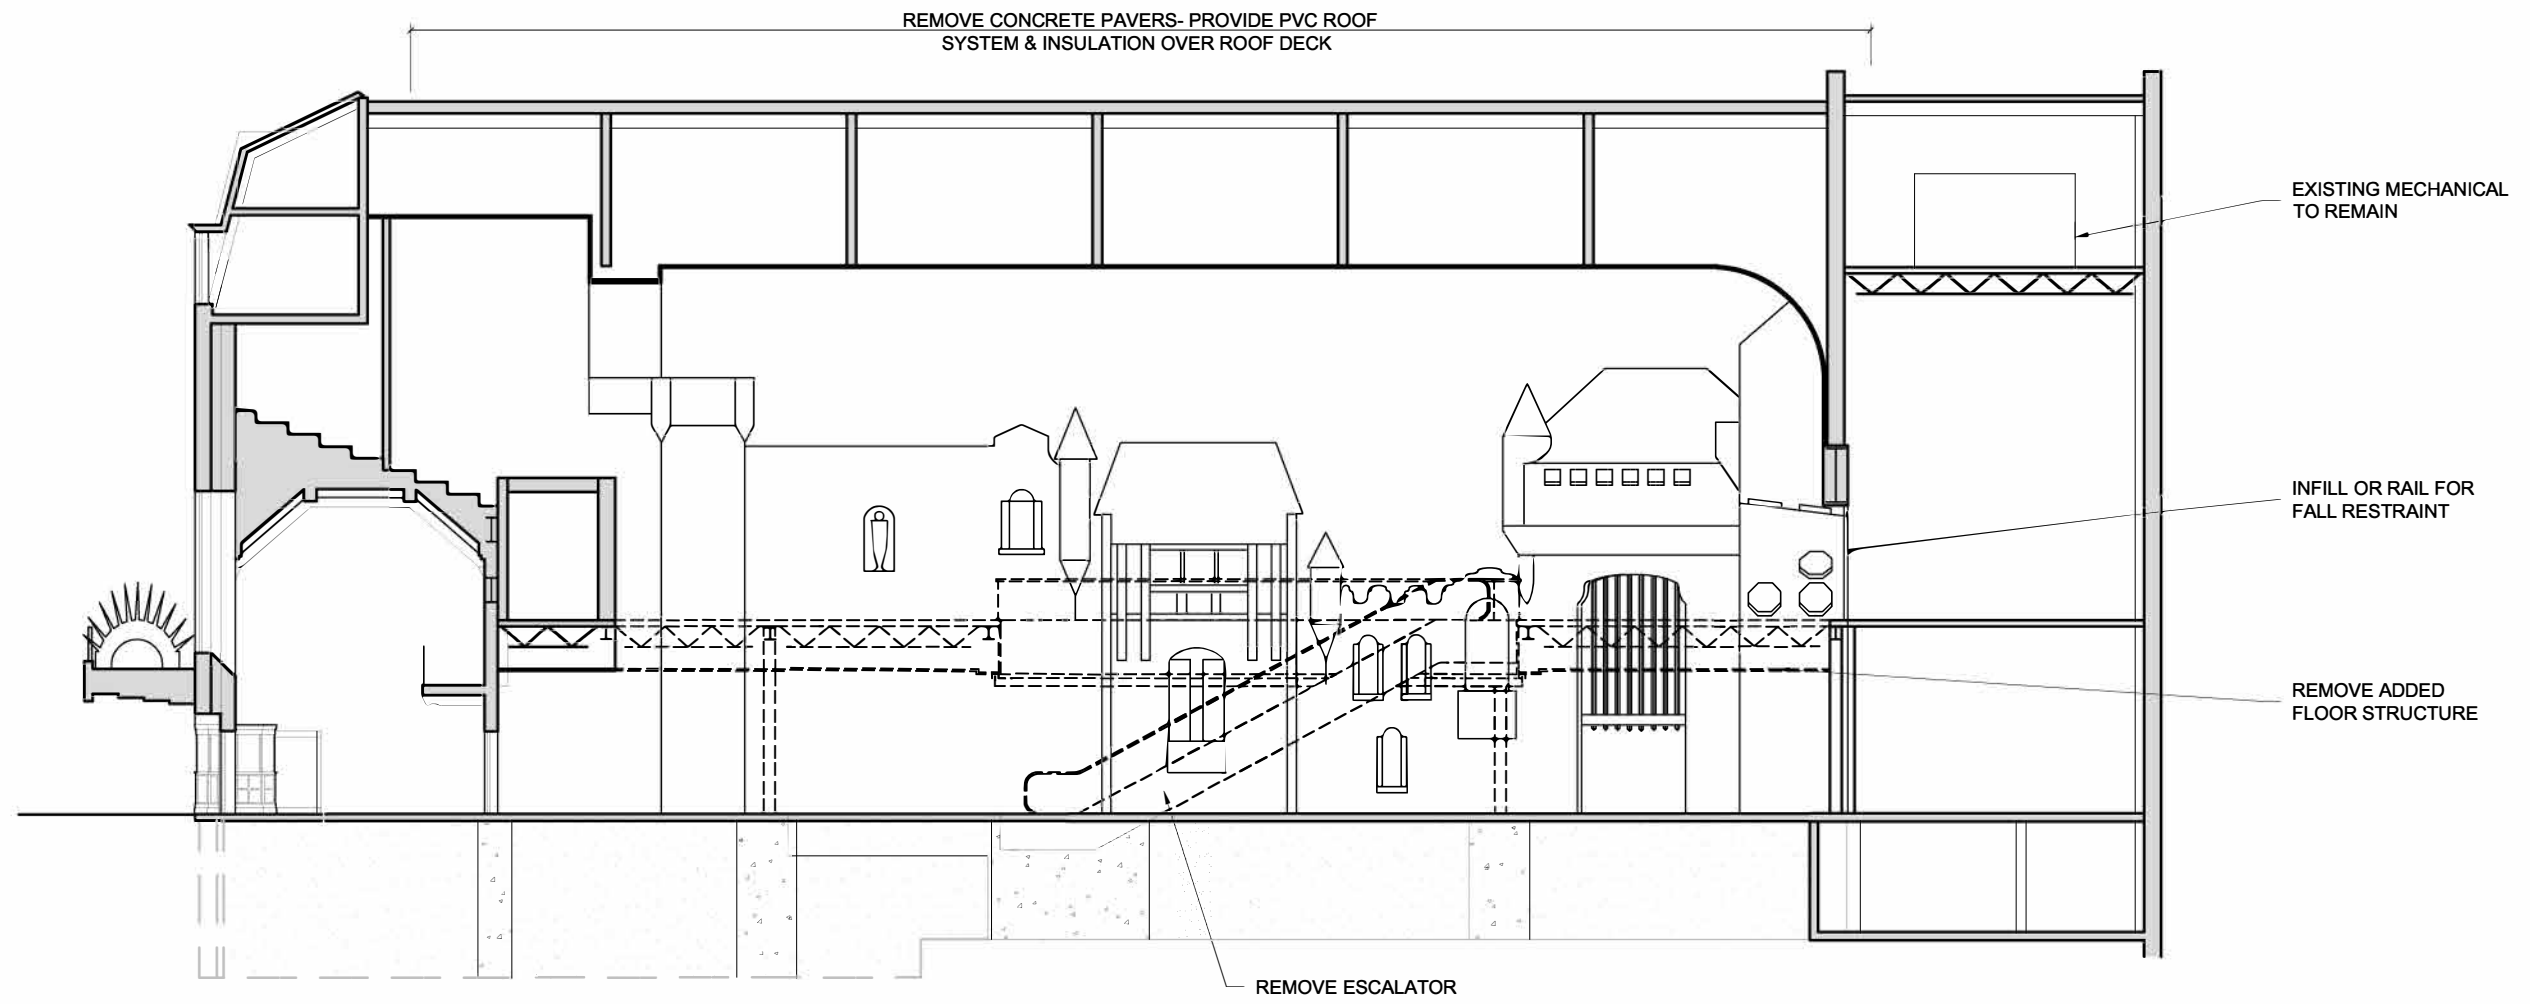 REMOVE CONCRETE PAVERS- PROVIDE PVC ROOF
SYSTEM & INSULATION OVER ROOF DECK
EXISTING MECHANICAL
TO REMAIN
INFILL OR RAIL FOR
FALL RESTRAINT
REMOVE ADDED
FLOOR STRUCTURE
REMOVE ESCALATOR